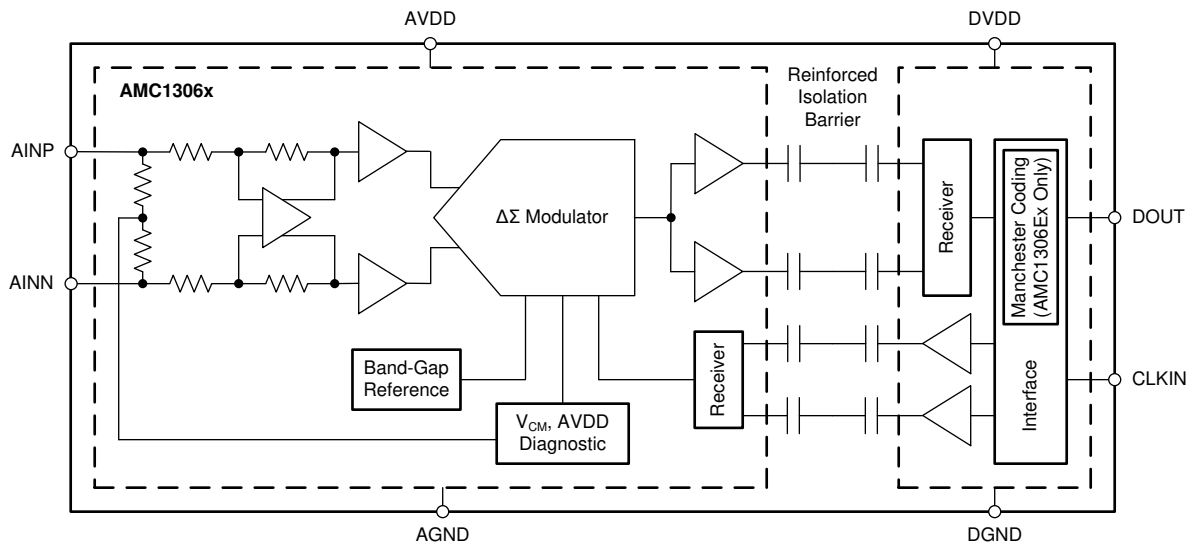 AVDD
DVDD
AMC1306x
Reinforced
Isolation
Barrier
AINP
AINN
ΔΣ Modulator
Receiver
Manchester Coding
(AMC1306Ex Only)
DOUT
Band-Gap
Reference
VCM, AVDD
Diagnostic
Receiver
Interface
CLKIN
AGND
DGND